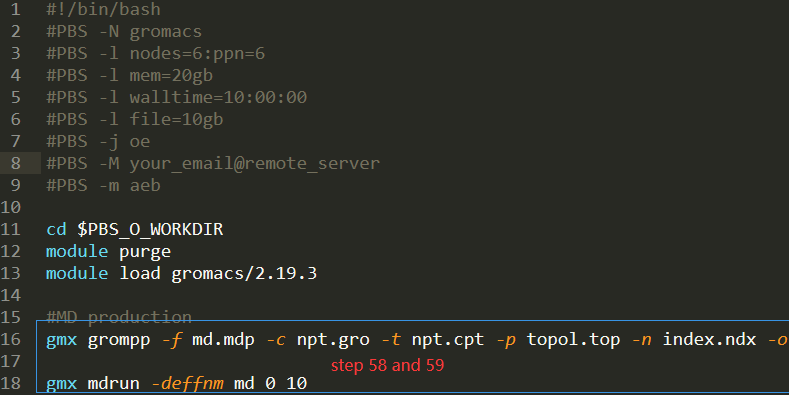 1 #!/bin/bash
2 #PBS -N gromacs
3 #PBS -l nodes=6:ppn=6
4 #PBS -l mem=20gb
5 #PBS -l walltime=10:00:00
6 #PBS -l file=10gb
7 #PBS -j oe
8 #PBS -M your_email@remote_server
9 #PBS -m aeb
10
11 cd $PBS_O_WORKDIR
12 module purge
13 module load gromacs/2.19.3
14
15 #MD production
16 gmx grompp -f md.mdp -c npt.gro -t npt.cpt -p topol.top -n index.ndx -o
17 step 58 and 59
18 gmx mdrun -deffnm md 0 10